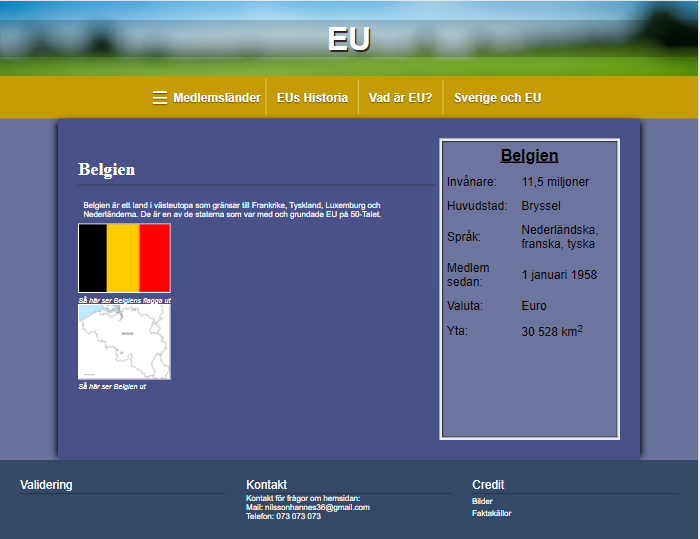 EU
Medlemsländer
EUs Historia
Vad är EU?
Sverige och EU
Belgien
Belgien är ett land i västeutopa som gränsar till Frankrike, Tyskland, Luxemburg och
Nederländerna. De är en av de staterna som var med och grundade EU på 50-Talet.
Så här ser Belgiens flagga ut
Så här ser Belgien ut
Belgien
Invånare: 11,5 miljoner
Huvudstad: Bryssel
Språk: Nederländska,
franska, tyska
Medlem
sedan: 1 januari 1958
Valuta: Euro
Yta: 30 528 km²
Validering
Kontakt
Kontakt för frågor om hemsidan:
Mail: nilssonhannes36@gmail.com
Telefon: 073 073 073
Credit
Bilder
Faktakällor